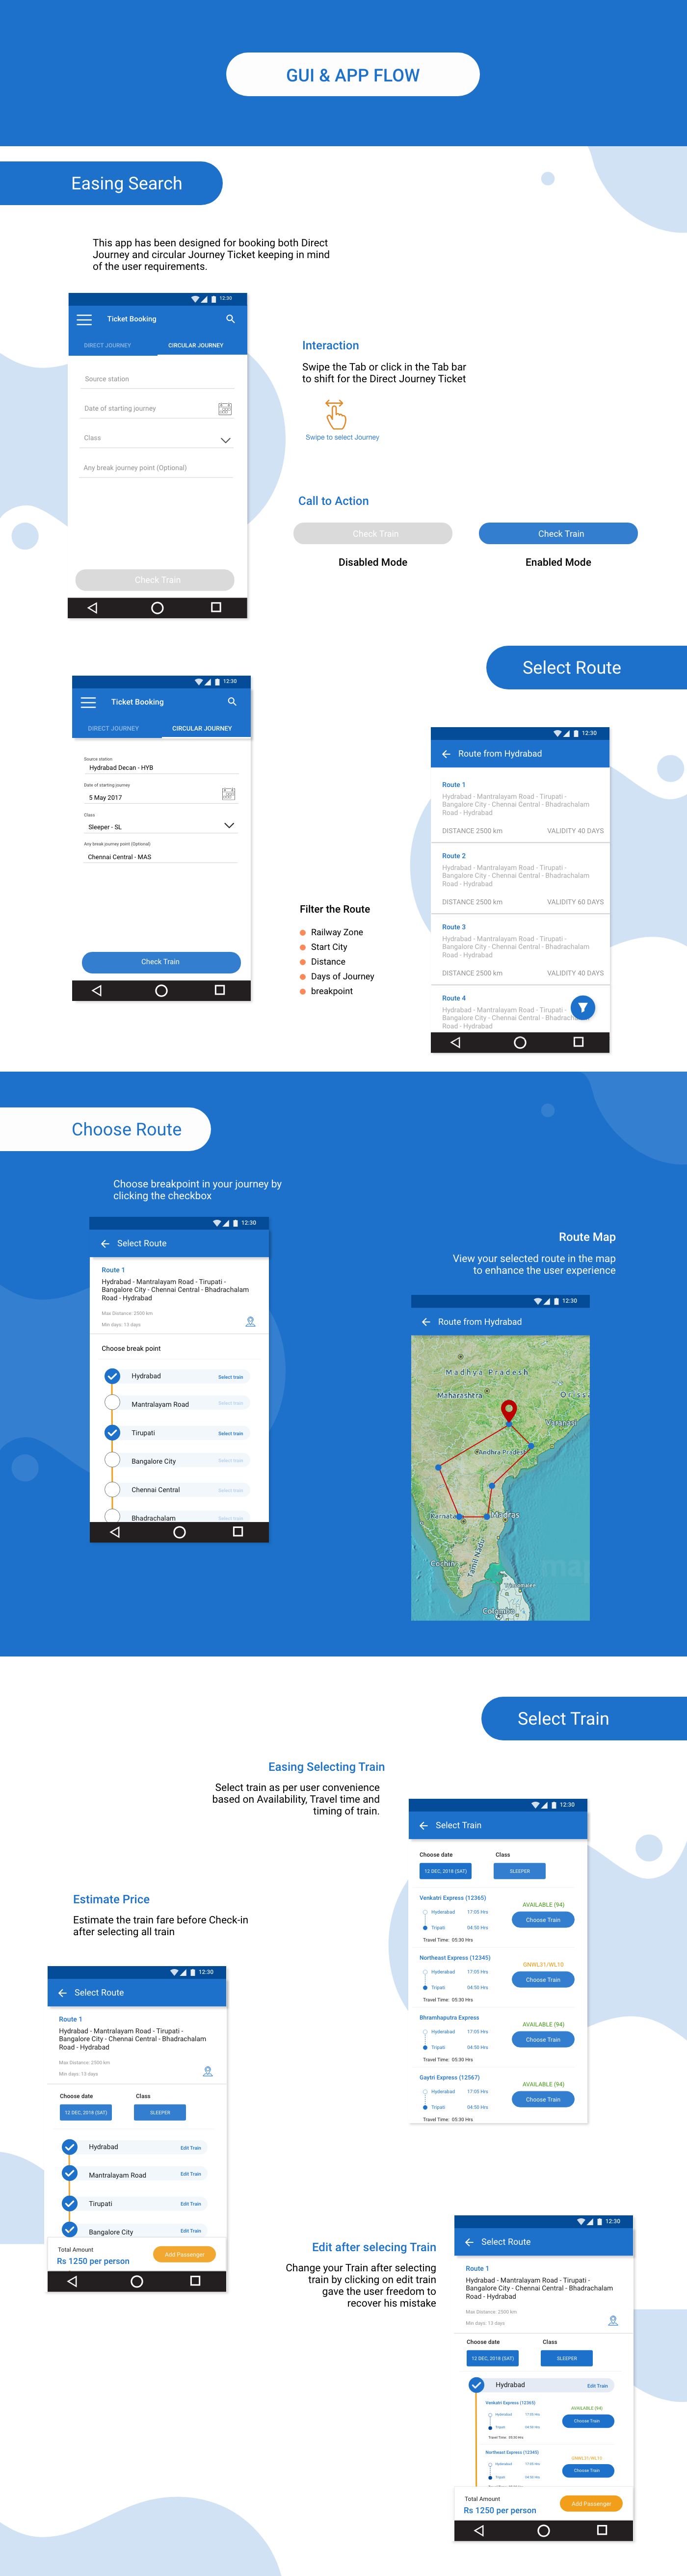 GUI & APP FLOW
Easing Search
This app has been designed for booking both Direct
Journey and circular Journey Ticket keeping in mind
of the user requirements.
12:30
Ticket Booking
DIRECT JOURNEY CIRCULAR JOURNEY
Source station
Date of starting journey
Class
Any break journey point (Optional)
Check Train
Interaction
Swipe the Tab or click in the Tab bar
to shift for the Direct Journey Ticket
Swipe to select Journey
Call to Action
Check Train
Disabled Mode
Check Train
Enabled Mode
Select Route
12:30
Ticket Booking
DIRECT JOURNEY CIRCULAR JOURNEY
Source station
Hydrabad Decan - HYB
Date of starting journey
5 May 2017
Class
Sleeper - SL
Any break journey point (Optional)
Chennai Central - MAS
Check Train
Filter the Route
Railway Zone
Start City
Distance
Days of Journey
breakpoint
12:30
Route from Hydrabad
Route 1
Hydrabad - Mantralayam Road - Tirupati -
Bangalore City - Chennai Central - Bhadrachalam
Road - Hydrabad
DISTANCE 2500 km VALIDITY 40 DAYS
Route 2
Hydrabad - Mantralayam Road - Tirupati -
Bangalore City - Chennai Central - Bhadrachalam
Road - Hydrabad
DISTANCE 2500 km VALIDITY 60 DAYS
Route 3
Hydrabad - Mantralayam Road - Tirupati -
Bangalore City - Chennai Central - Bhadrachalam
Road - Hydrabad
DISTANCE 2500 km VALIDITY 40 DAYS
Route 4
Hydrabad - Mantralayam Road - Tirupati -
Bangalore City - Chennai Central -
Road - Hydrabad
Choose Route
Choose breakpoint in your journey by
clicking the checkbox
12:30
Select Route
Route 1
Hydrabad - Mantralayam Road - Tirupati -
Bangalore City - Chennai Central - Bhadrachalam
Road - Hydrabad
Max Distance: 2500 km
Min days: 13 days
Choose break point
Hydrabad Select train
Mantralayam Road Select train
Tirupati Select train
Bangalore City Select train
Chennai Central Select train
Bhadrachalam Select train
Route Map
View your selected route in the map
to enhance the user experience
12:30
Route from Hydrabad
Madhya Pradesh
Maharashtra
Orissa
Varanasi
Andhra Pradesh
Karnata
Madras
Tamil Nadu
Cochin
Colombo
Select Train
Easing Selecting Train
Select train as per user convenience
based on Availability, Travel time and
timing of train.
12:30
Select Train
Choose date Class
12 DEC, 2018 (SAT) SLEEPER
Venkatri Express (12365)
AVAILABLE (94)
Hyderabad 17:05 Hrs
Choose Train
Tripati 04:50 Hrs
Travel Time: 05:30 Hrs
Northeast Express (12345)
GNWL31/WL10
Hyderabad 17:05 Hrs
Choose Train
Tripati 04:50 Hrs
Travel Time: 05:30 Hrs
Bhramhaputra Express
AVAILABLE (94)
Hyderabad 17:05 Hrs
Choose Train
Tripati 04:50 Hrs
Travel Time: 05:30 Hrs
Gaytri Express (12567)
AVAILABLE (94)
Hyderabad 17:05 Hrs
Choose Train
Tripati 04:50 Hrs
Travel Time: 05:30 Hrs
Estimate Price
Estimate the train fare before Check-in
after selecting all train
12:30
Select Route
Route 1
Hydrabad - Mantralayam Road - Tirupati -
Bangalore City - Chennai Central - Bhadrachalam
Road - Hydrabad
Max Distance: 2500 km
Min days: 13 days
Choose date Class
12 DEC, 2018 (SAT) SLEEPER
Hydrabad Edit Train
Mantralayam Road Edit Train
Tirupati Edit Train
Bangalore City Edit Train
Total Amount
Rs 1250 per person
Add Passenger
Edit after selecing Train
Change your Train after selecting
train by clicking on edit train
gave the user freedom to
recover his mistake
12:30
Select Route
Route 1
Hydrabad - Mantralayam Road - Tirupati -
Bangalore City - Chennai Central - Bhadrachalam
Road - Hydrabad
Max Distance: 2500 km
Min days: 13 days
Choose date Class
12 DEC, 2018 (SAT) SLEEPER
Hydrabad Edit Train
Venkatri Express (12365)
AVAILABLE (94)
Hyderabad 17:05 Hrs
Choose Train
Tripati 04:50 Hrs
Travel Time: 05:30 Hrs
Northeast Express (12345)
GNWL31/WL10
Hyderabad 17:05 Hrs
Choose Train
Tripati 04:50 Hrs
Total Amount
Rs 1250 per person
Add Passenger